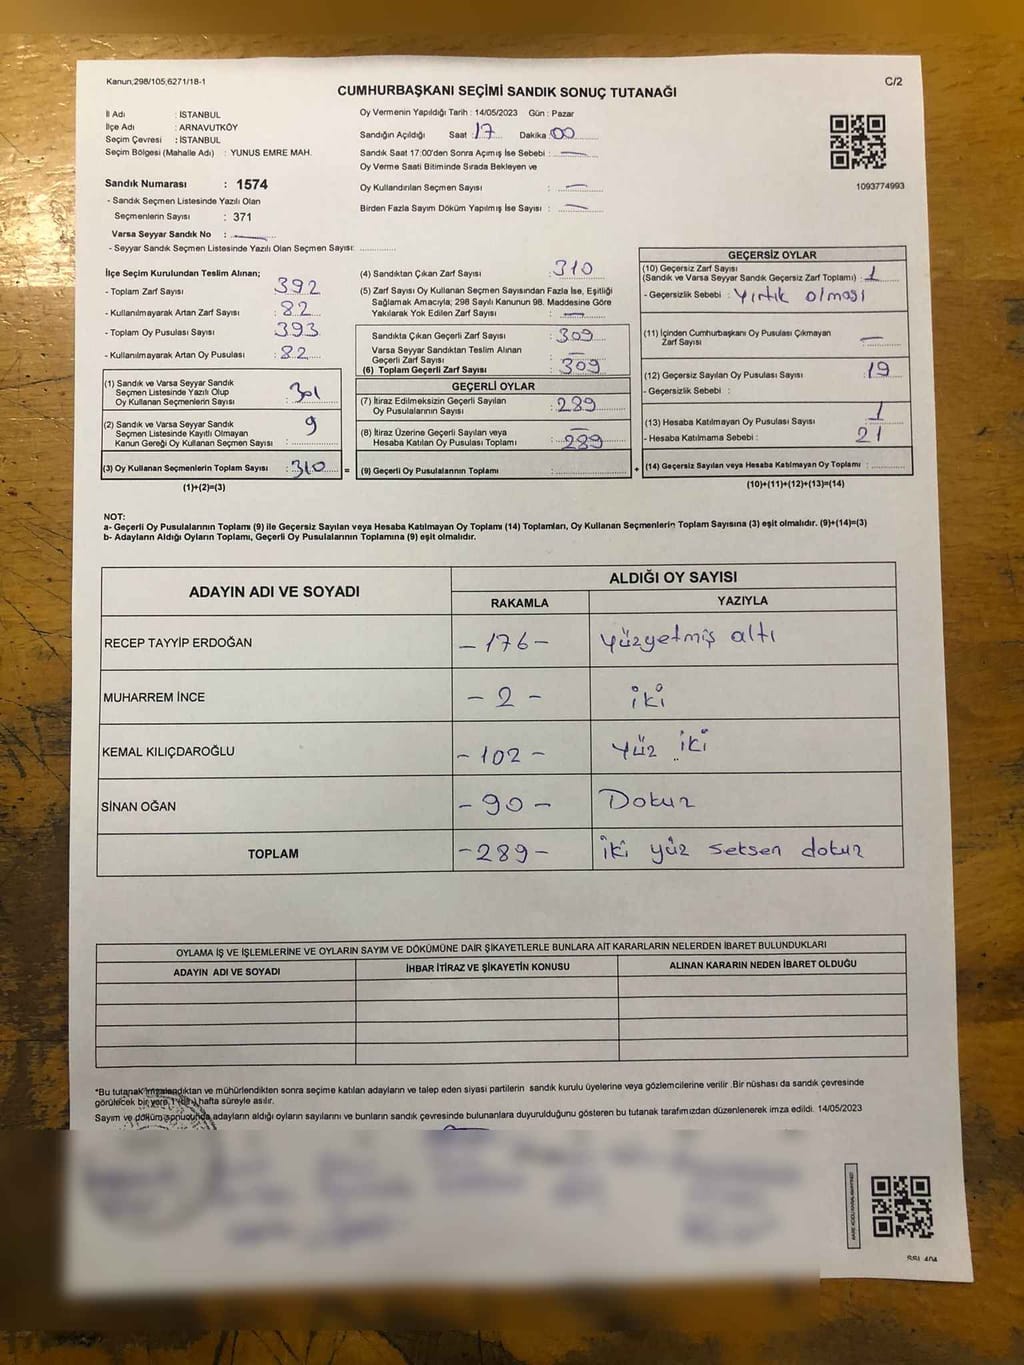 Kanun,298/105,6271/18-1
C/2
CUMHURBAŞKANI SEÇİMİ SANDIK SONUÇ TUTANAĞI
İl Adı : İSTANBUL
İlçe Adı : ARNAVUTKÖY
Seçim Çevresi : İSTANBUL
Seçim Bölgesi (Mahalle Adı) : YUNUS EMRE MAH.
Sandık Numarası : 1574
- Sandık Seçmen Listesinde Yazılı Olan
Seçmenlerin Sayısı : 371
Varsa Seyyar Sandık No :
- Seyyar Sandık Seçmen Listesinde Yazılı Olan Seçmen Sayısı:
Oy Vermenin Yapıldığı Tarih : 14/05/2023 Gün : Pazar
Sandığın Açıldığı Saat : 17 Dakika : 00
Sandık Saat 17:00'den Sonra Açımış İse Sebebi : —
Oy Verme Saati Bitiminde Sırada Bekleyen ve
Oy Kullandırılan Seçmen Sayısı : —
Birden Fazla Sayım Döküm Yapılmış İse Sayısı : —
1093774993
İlçe Seçim Kurulundan Teslim Alınan;
- Toplam Zarf Sayısı : 392
- Kullanılmayarak Artan Zarf Sayısı : 82
- Toplam Oy Pusulası Sayısı : 393
- Kullanılmayarak Artan Oy Pusulası : 82
(1) Sandık ve Varsa Seyyar Sandık
Seçmen Listesinde Yazılı Olup
Oy Kullanan Seçmenlerin Sayısı : 301
(2) Sandık ve Varsa Seyyar Sandık
Seçmen Listesinde Kayıtlı Olmayan
Kanun Gereği Oy Kullanan Seçmen Sayısı : 9
(3) Oy Kullanan Seçmenlerin Toplam Sayısı : 310 =
(1)+(2)=(3)
(4) Sandıktan Çıkan Zarf Sayısı : 310
(5) Zarf Sayısı Oy Kullanan Seçmen Sayısından Fazla İse, Eşitliği
Sağlamak Amacıyla; 298 Sayılı Kanunun 98. Maddesine Göre
Yakılarak Yok Edilen Zarf Sayısı : —
Sandıkta Çıkan Geçerli Zarf Sayısı : 309
Varsa Seyyar Sandıktan Teslim Alınan
Geçerli Zarf Sayısı : —
(6) Toplam Geçerli Zarf Sayısı : 309
GEÇERLİ OYLAR
(7) İtiraz Edilmeksizin Geçerli Sayılan
Oy Pusulalarının Sayısı : 289
(8) İtiraz Üzerine Geçerli Sayılan veya
Hesaba Katılan Oy Pusulası Toplamı : —
289
(9) Geçerli Oy Pusulalarının Toplamı : +
GEÇERSİZ OYLAR
(10) Geçersiz Zarf Sayısı
(Sandık ve Varsa Seyyar Sandık Geçersiz Zarf Toplamı) : 1
- Geçersizlik Sebebi : Yırtık olması
(11) İçinden Cumhurbaşkanı Oy Pusulası Çıkmayan
Zarf Sayısı : —
(12) Geçersiz Sayılan Oy Pusulası Sayısı : 19
- Geçersizlik Sebebi :
(13) Hesaba Katılmayan Oy Pusulası Sayısı : 1
- Hesaba Katılmama Sebebi : 21
(14) Geçersiz Sayılan veya Hesaba Katılmayan Oy Toplamı :
(10)+(11)+(12)+(13)=(14)
NOT:
a- Geçerli Oy Pusulalarının Toplamı (9) ile Geçersiz Sayılan veya Hesaba Katılmayan Oy Toplamı (14) Toplamları, Oy Kullanan Seçmenlerin Toplam Sayısına (3) eşit olmalıdır. (9)+(14)=(3)
b- Adayların Aldığı Oyların Toplamı, Geçerli Oy Pusulalarının Toplamına (9) eşit olmalıdır.
ADAYIN ADI VE SOYADI
ALDIĞI OY SAYISI
RAKAMLA YAZIYLA
RECEP TAYYİP ERDOĞAN - 176 - Yüzyetmiş altı
MUHARREM İNCE - 2 - iki
KEMAL KILIÇDAROĞLU - 102 - Yüz iki
SİNAN OĞAN - 90 - Dokuz
TOPLAM - 289 - iki yüz seksen dokuz
OYLAMA İŞ VE İŞLEMLERİNE VE OYLARIN SAYIM VE DÖKÜMÜNE DAİR ŞİKAYETLERLE BUNLARA AİT KARARLARIN NELERDEN İBARET BULUNDUKLARI
ADAYIN ADI VE SOYADI İHBAR İTİRAZ VE ŞİKAYETİN KONUSU ALINAN KARARIN NEDEN İBARET OLDUĞU
*Bu tutanak imzalandıktan ve mühürlendikten sonra seçime katılan adayların ve talep eden siyasi partilerin sandık kurulu üyelerine veya gözlemcilerine verilir .Bir nüshası da sandık çevresinde
görülecek bir yere 1 (bir) hafta süreyle asılır.
Sayım ve döküm sonucunda adayların aldığı oyların sayılarını ve bunların sandık çevresinde bulunanlara duyurulduğunu gösteren bu tutanak tarafımızdan düzenlenerek imza edildi. 14/05/2023